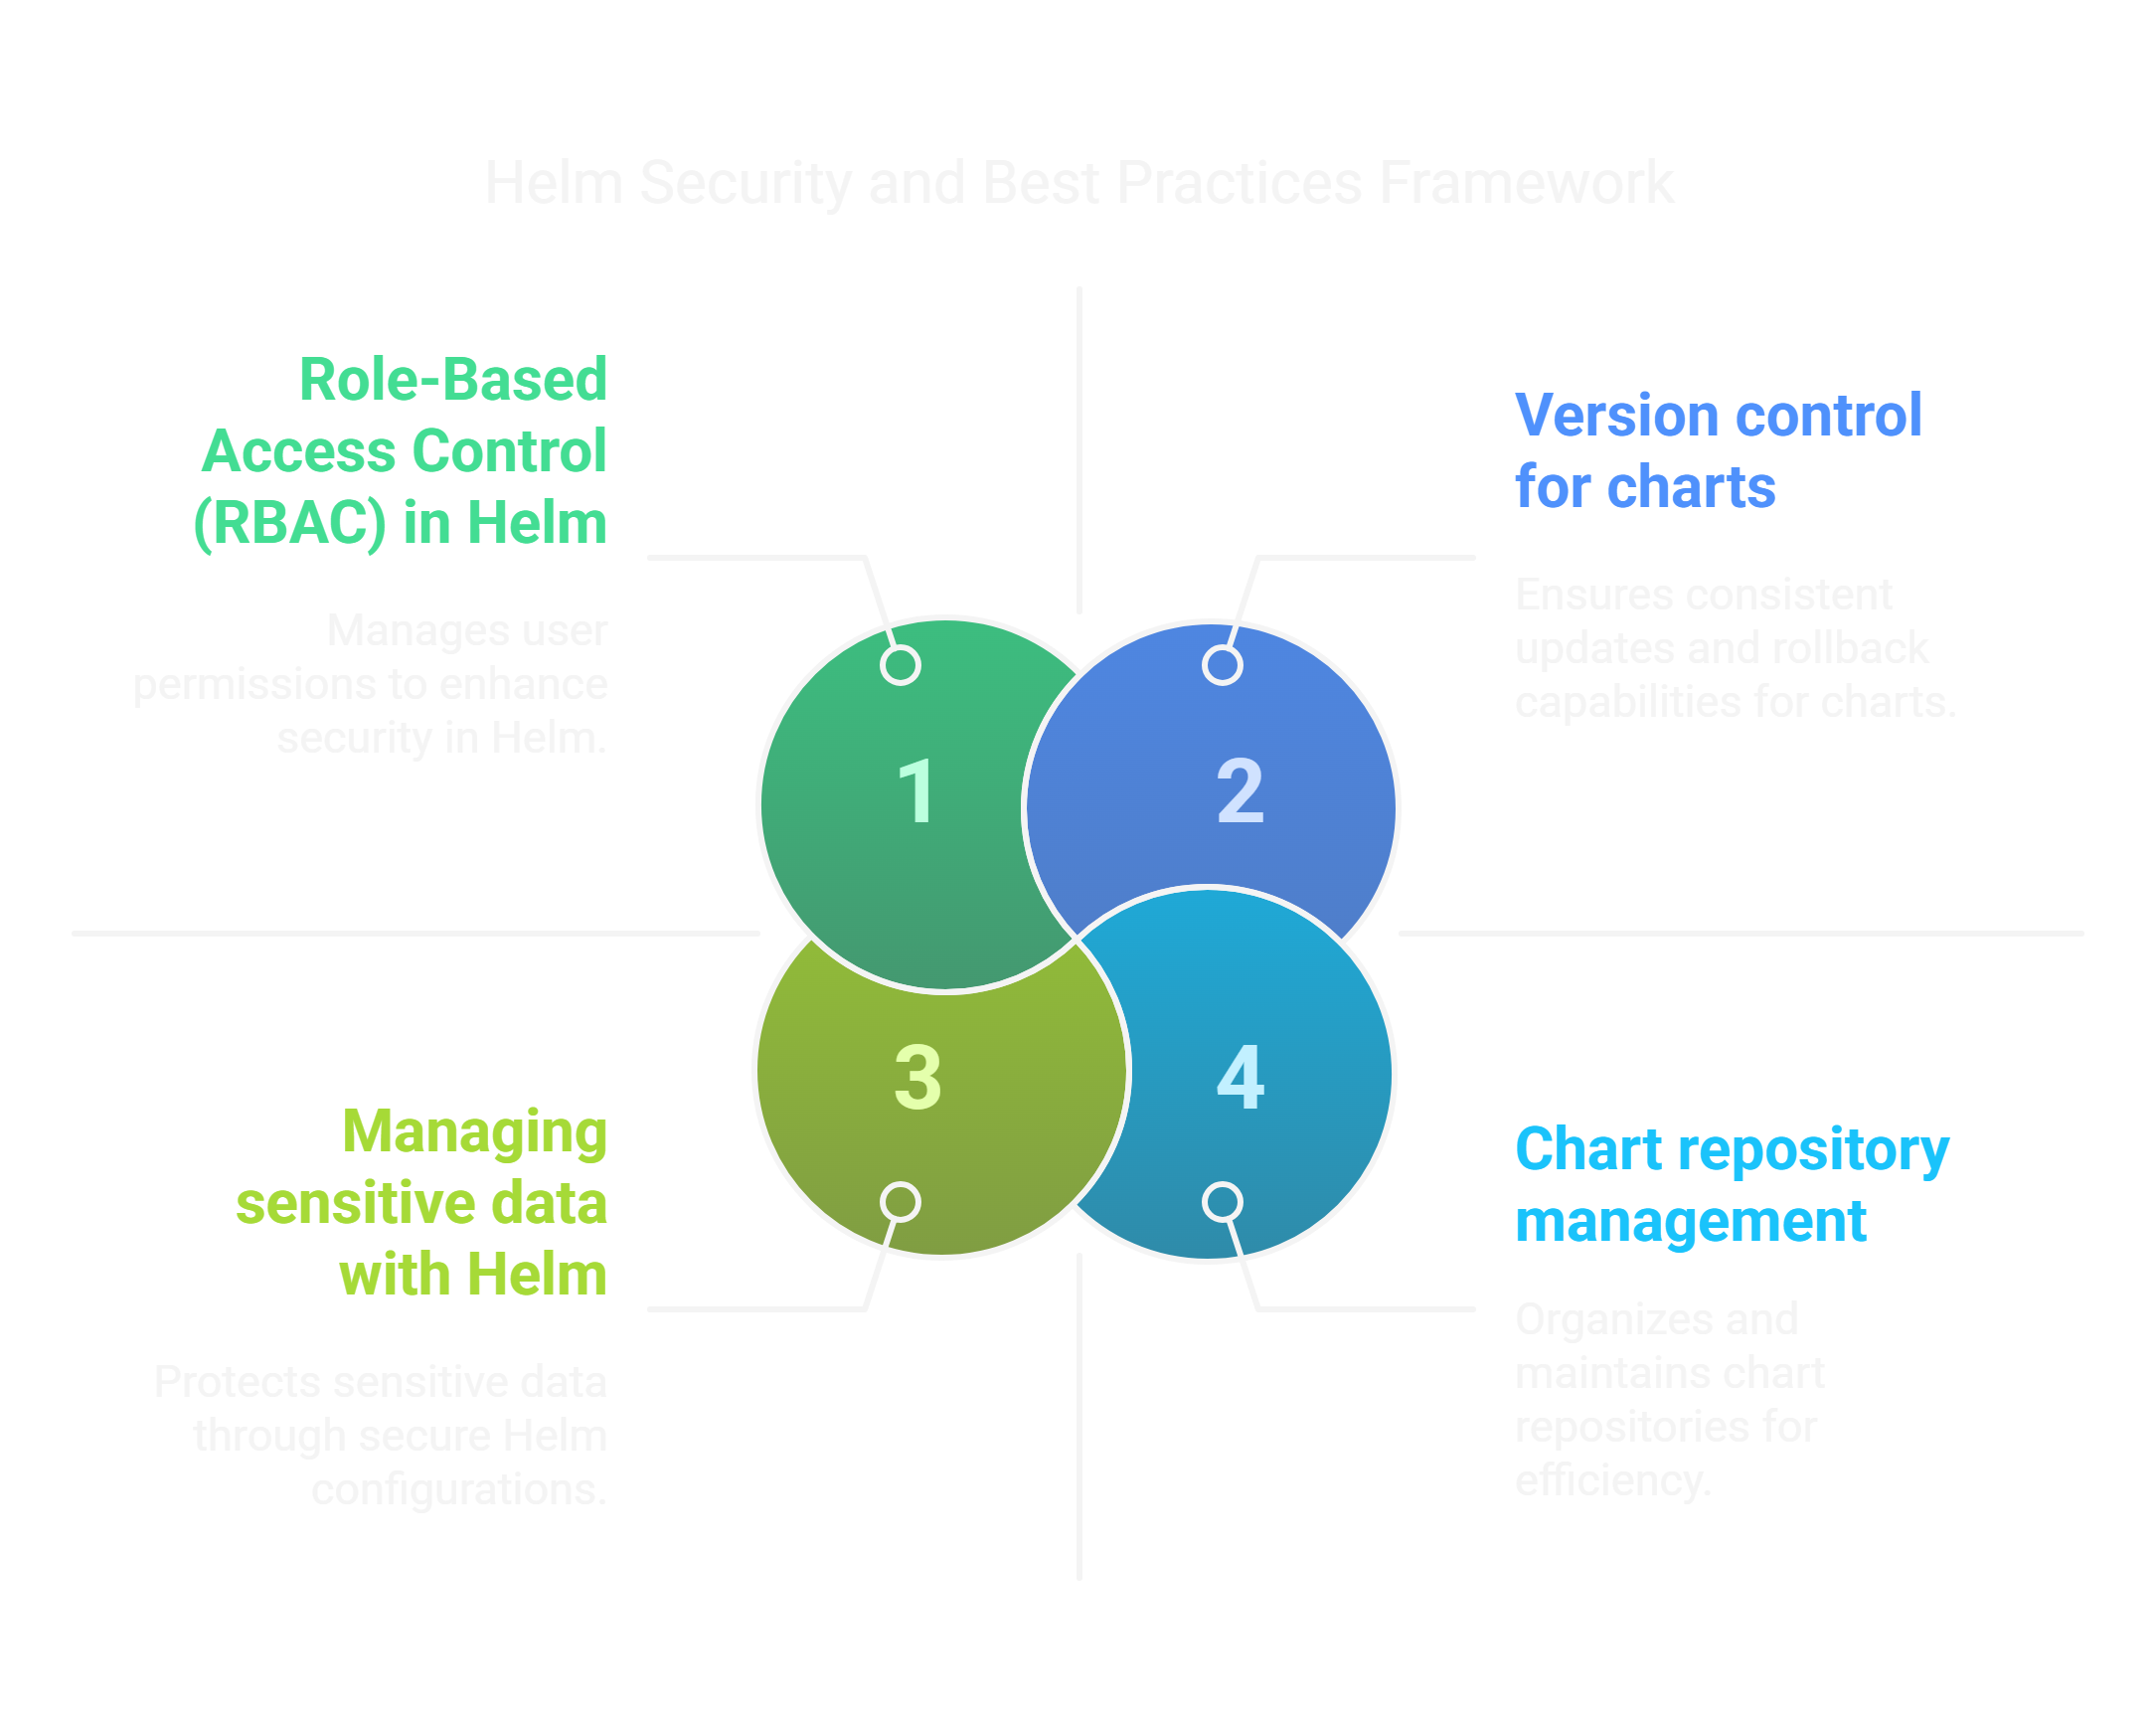 Helm Security and Best Practices Framework
Role-Based
Access Control
(RBAC) in Helm
Manages user
permissions to enhance
security in Helm.
Version control
for charts
Ensures consistent
updates and rollback
capabilities for charts.
1
2
3
4
Managing
sensitive data
with Helm
Protects sensitive data
through secure Helm
configurations.
Chart repository
management
Organizes and
maintains chart
repositories for
efficiency.